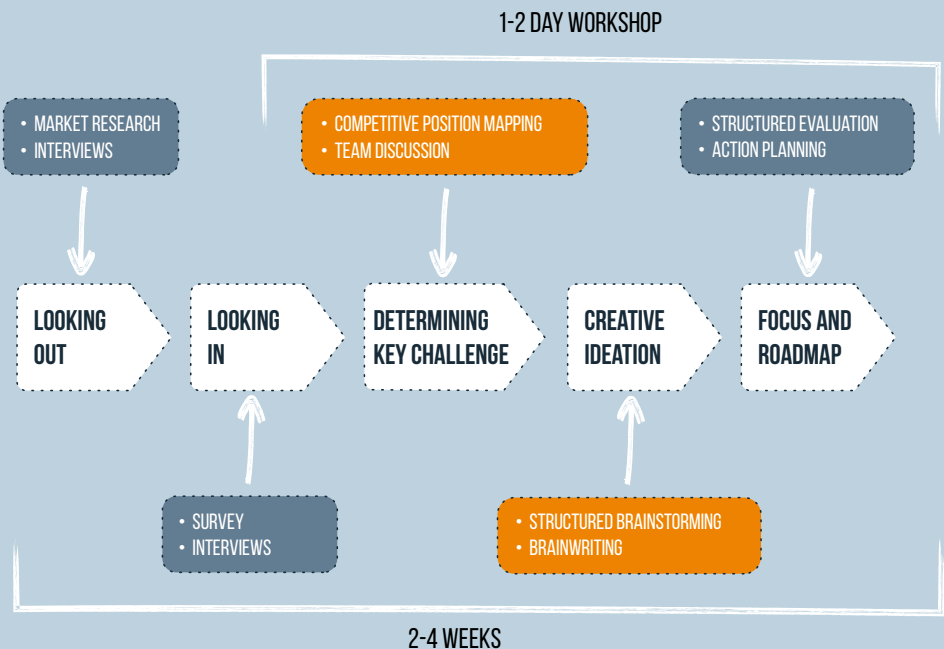 1-2 DAY WORKSHOP
• MARKET RESEARCH
• INTERVIEWS
• COMPETITIVE POSITION MAPPING
• TEAM DISCUSSION
• STRUCTURED EVALUATION
• ACTION PLANNING
LOOKING
OUT
LOOKING
IN
DETERMINING
KEY CHALLENGE
CREATIVE
IDEATION
FOCUS AND
ROADMAP
• SURVEY
• INTERVIEWS
• STRUCTURED BRAINSTORMING
• BRAINWRITING
2-4 WEEKS